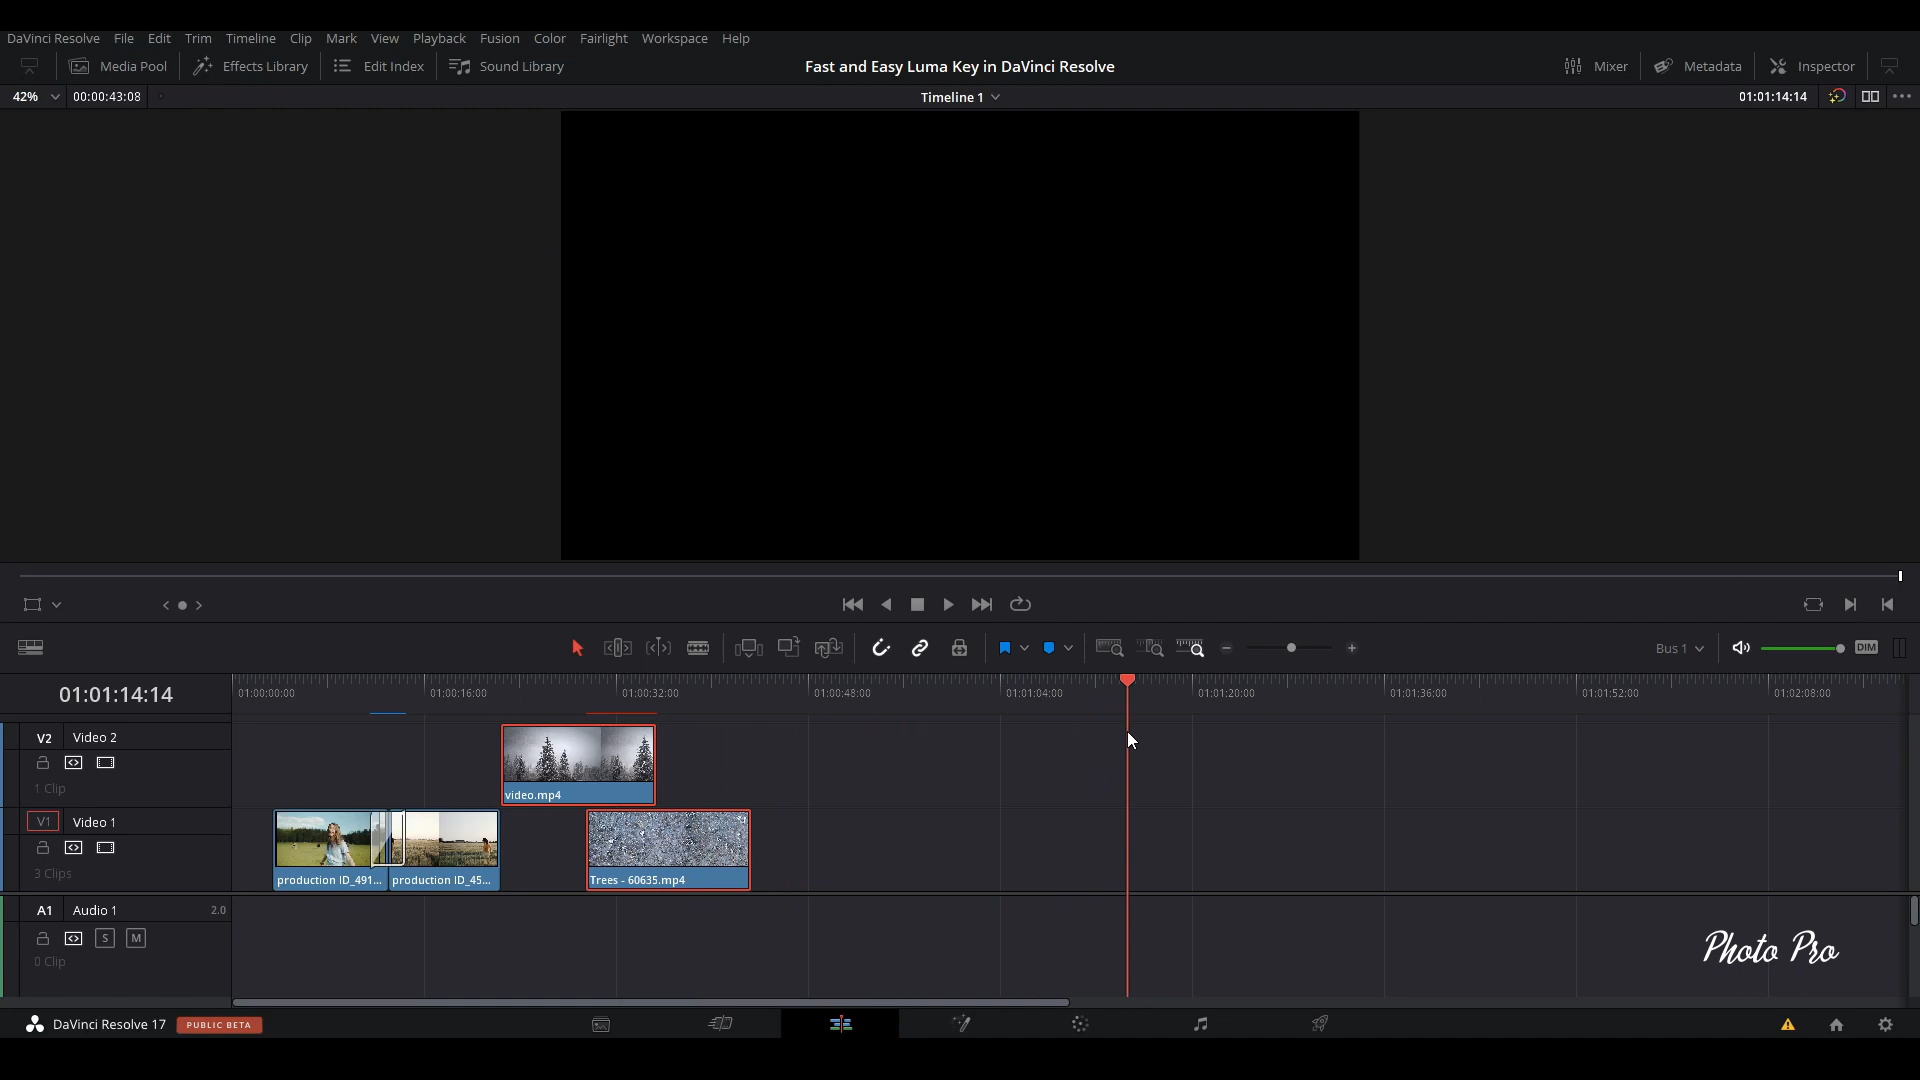 DaVinci Resolve File Edit Trim Timeline Clip Mark View Playback Fusion Color Fairlight Workspace Help
Media Pool Effects Library Edit Index Sound Library Fast and Easy Luma Key in DaVinci Resolve Mixer Metadata Inspector
42% 00:00:43:08 Timeline 1 01:01:14:14
Bus 1 DIM
01:01:14:14 01:00:00:00 01:00:16:00 01:00:32:00 01:00:48:00 01:01:04:00 01:01:20:00 01:01:36:00 01:01:52:00 01:02:08:00
V2 Video 2
1 Clip
video.mp4
V1 Video 1
3 Clips
production ID_491... production ID_45... Trees - 60635.mp4
A1 Audio 1 2.0
S M
0 Clip
Photo Pro
DaVinci Resolve 17 PUBLIC BETA